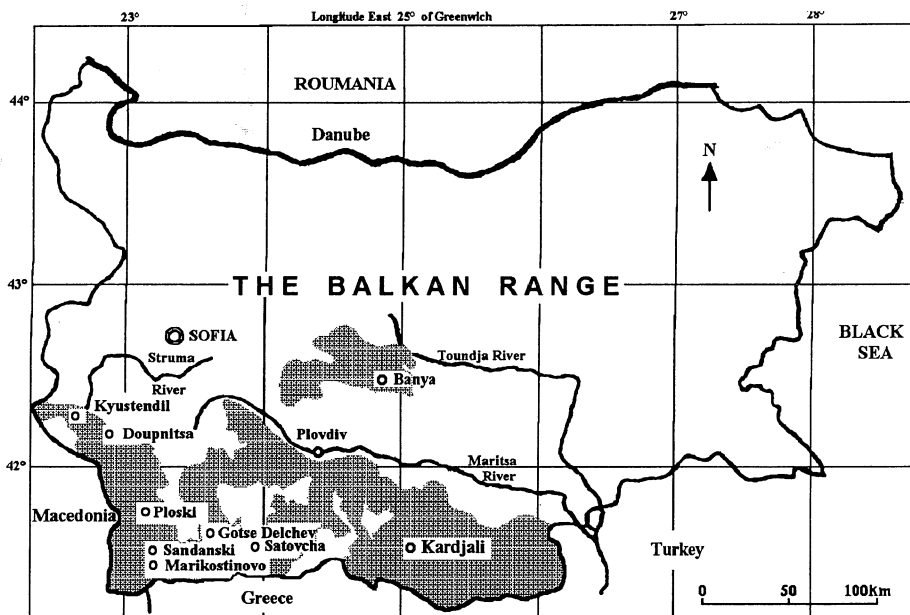 23° Longitude East 25° of Greenwich 27° 28°
ROUMANIA
44°
Danube
N
43°
THE BALKAN RANGE
SOFIA
BLACK
SEA
Struma
River
Toundja River
Banya
Kyustendil
Doupnitsa
Plovdiv
42°
Maritsa
River
Macedonia
Ploski
Gotse Delchev
Sandanski
Satovcha
Kardjali
Turkey
Marikostinovo
Greece
0 50 100Km